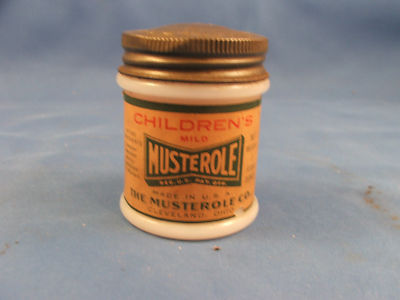 CHILDREN'S
MILD
MUSTEROLE
REG. U.S. PAT. OFF.
MADE IN U.S.A.
THE MUSTEROLE CO.
CLEVELAND, OHIO